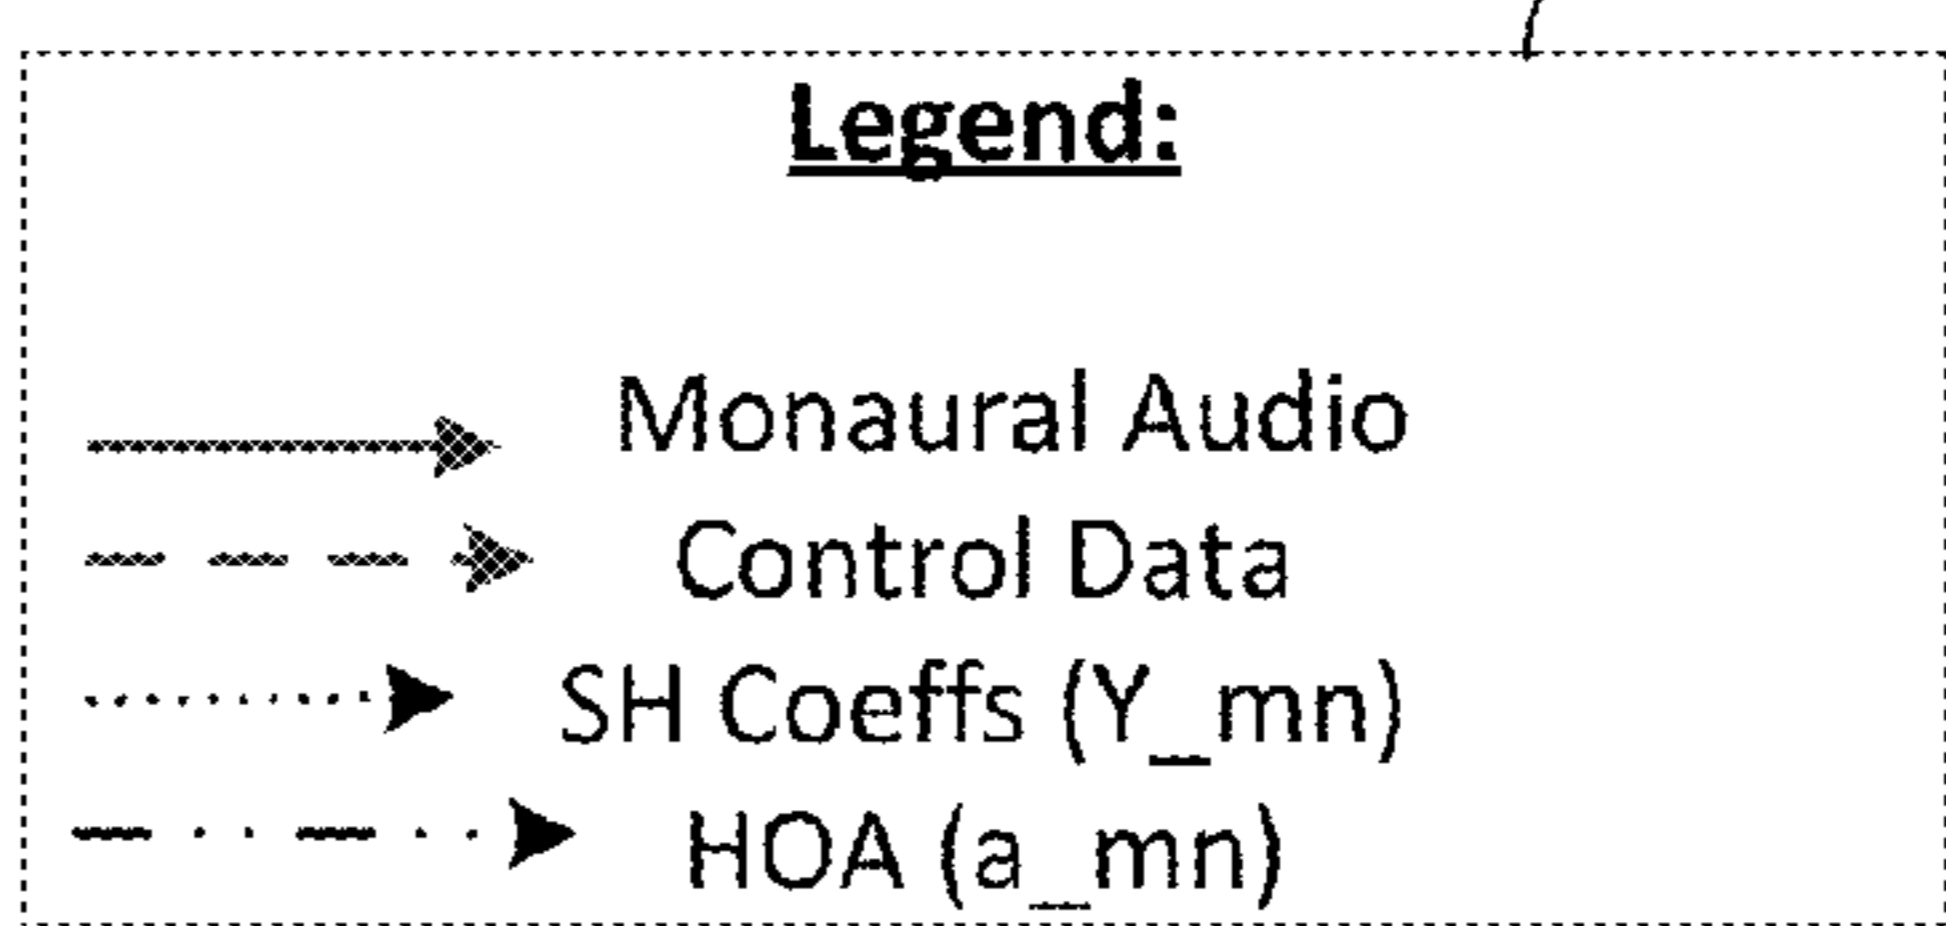 Legend:
Monaural Audio
Control Data
SH Coeffs (Y_mn)
HOA (a_mn)